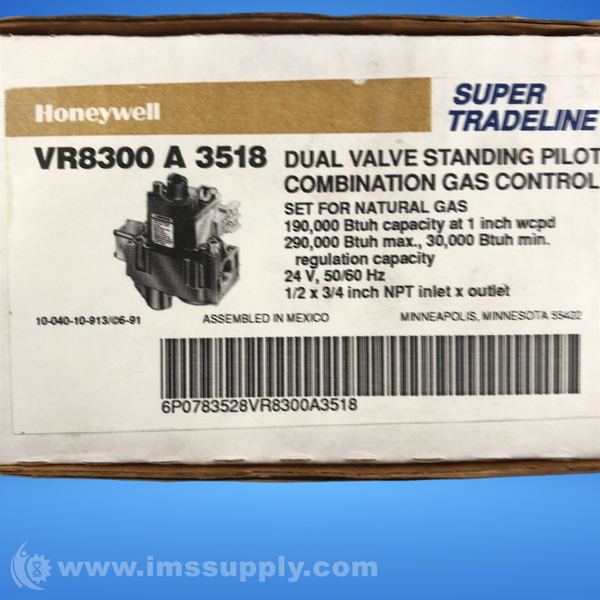 Honeywell
SUPER
TRADELINE
VR8300 A 3518
DUAL VALVE STANDING PILOT
COMBINATION GAS CONTROL
SET FOR NATURAL GAS
190,000 Btuh capacity at 1 inch wcpd
290,000 Btuh max., 30,000 Btuh min.
regulation capacity
24 V, 50/60 Hz
1/2 x 3/4 inch NPT inlet x outlet
10-040-10-913/06-91
ASSEMBLED IN MEXICO
MINNEAPOLIS, MINNESOTA 55422
6P0783528VR8300A3518
www.imssupply.com